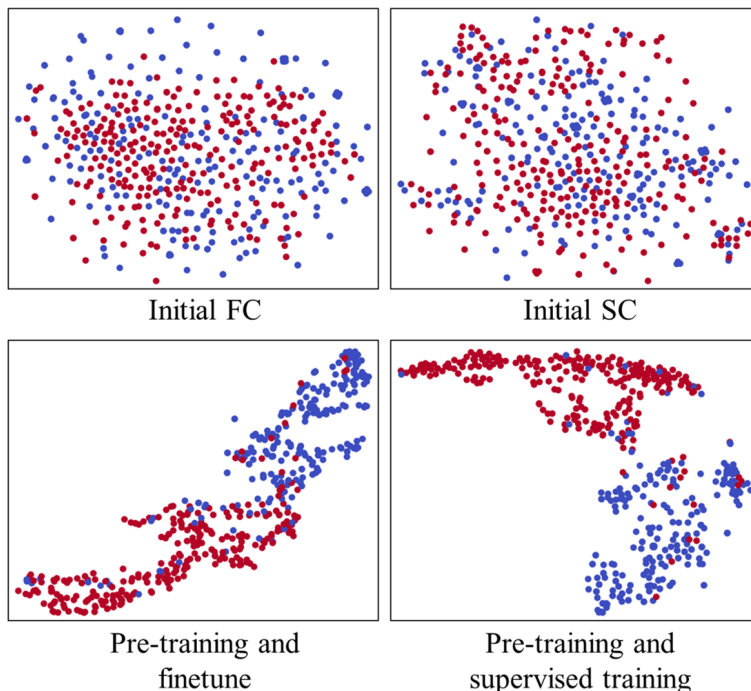 Initial FC
Initial SC
Pre-training and
finetune
Pre-training and
supervised training